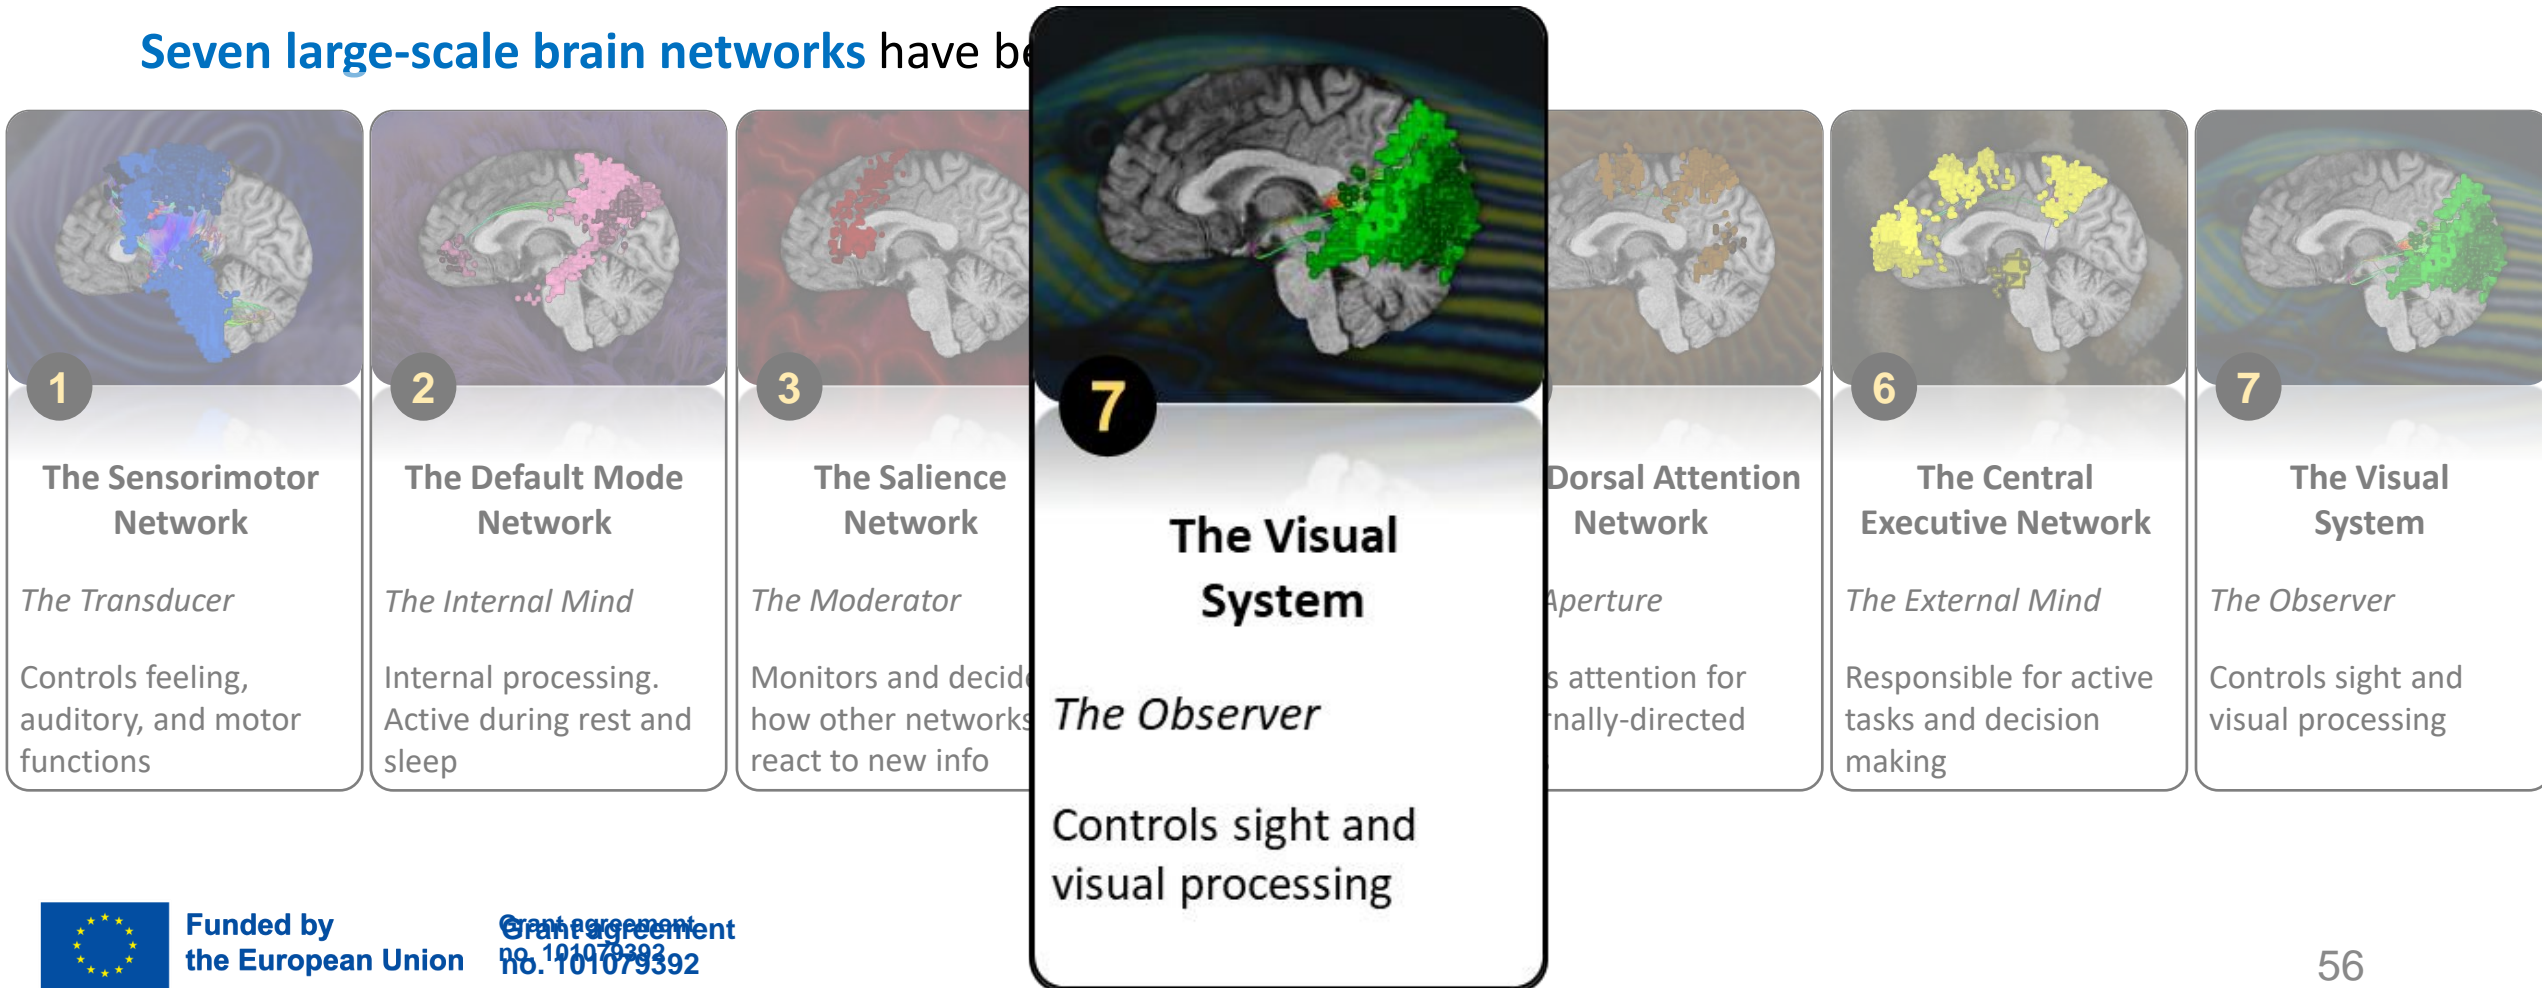 Seven large-scale brain networks have
1
The Sensorimotor
Network
The Transducer
Controls feeling,
auditory, and motor
functions
2
The Default Mode
Network
The Internal Mind
Internal processing.
Active during rest and
sleep
3
The Salience
Network
The Moderator
Monitors and
how other networks
react to new info
7
The Visual
System
The Observer
Controls sight and
visual processing
Dorsal Attention
Network
Aperture
attention for
making
6
The Central
Executive Network
The External Mind
Responsible for active
tasks and decision
making
7
The Visual
System
The Observer
Controls sight and
visual processing
Funded by
the European Union
Grant agreement
no. 101079392
Grant agreement
no. 101079392
56